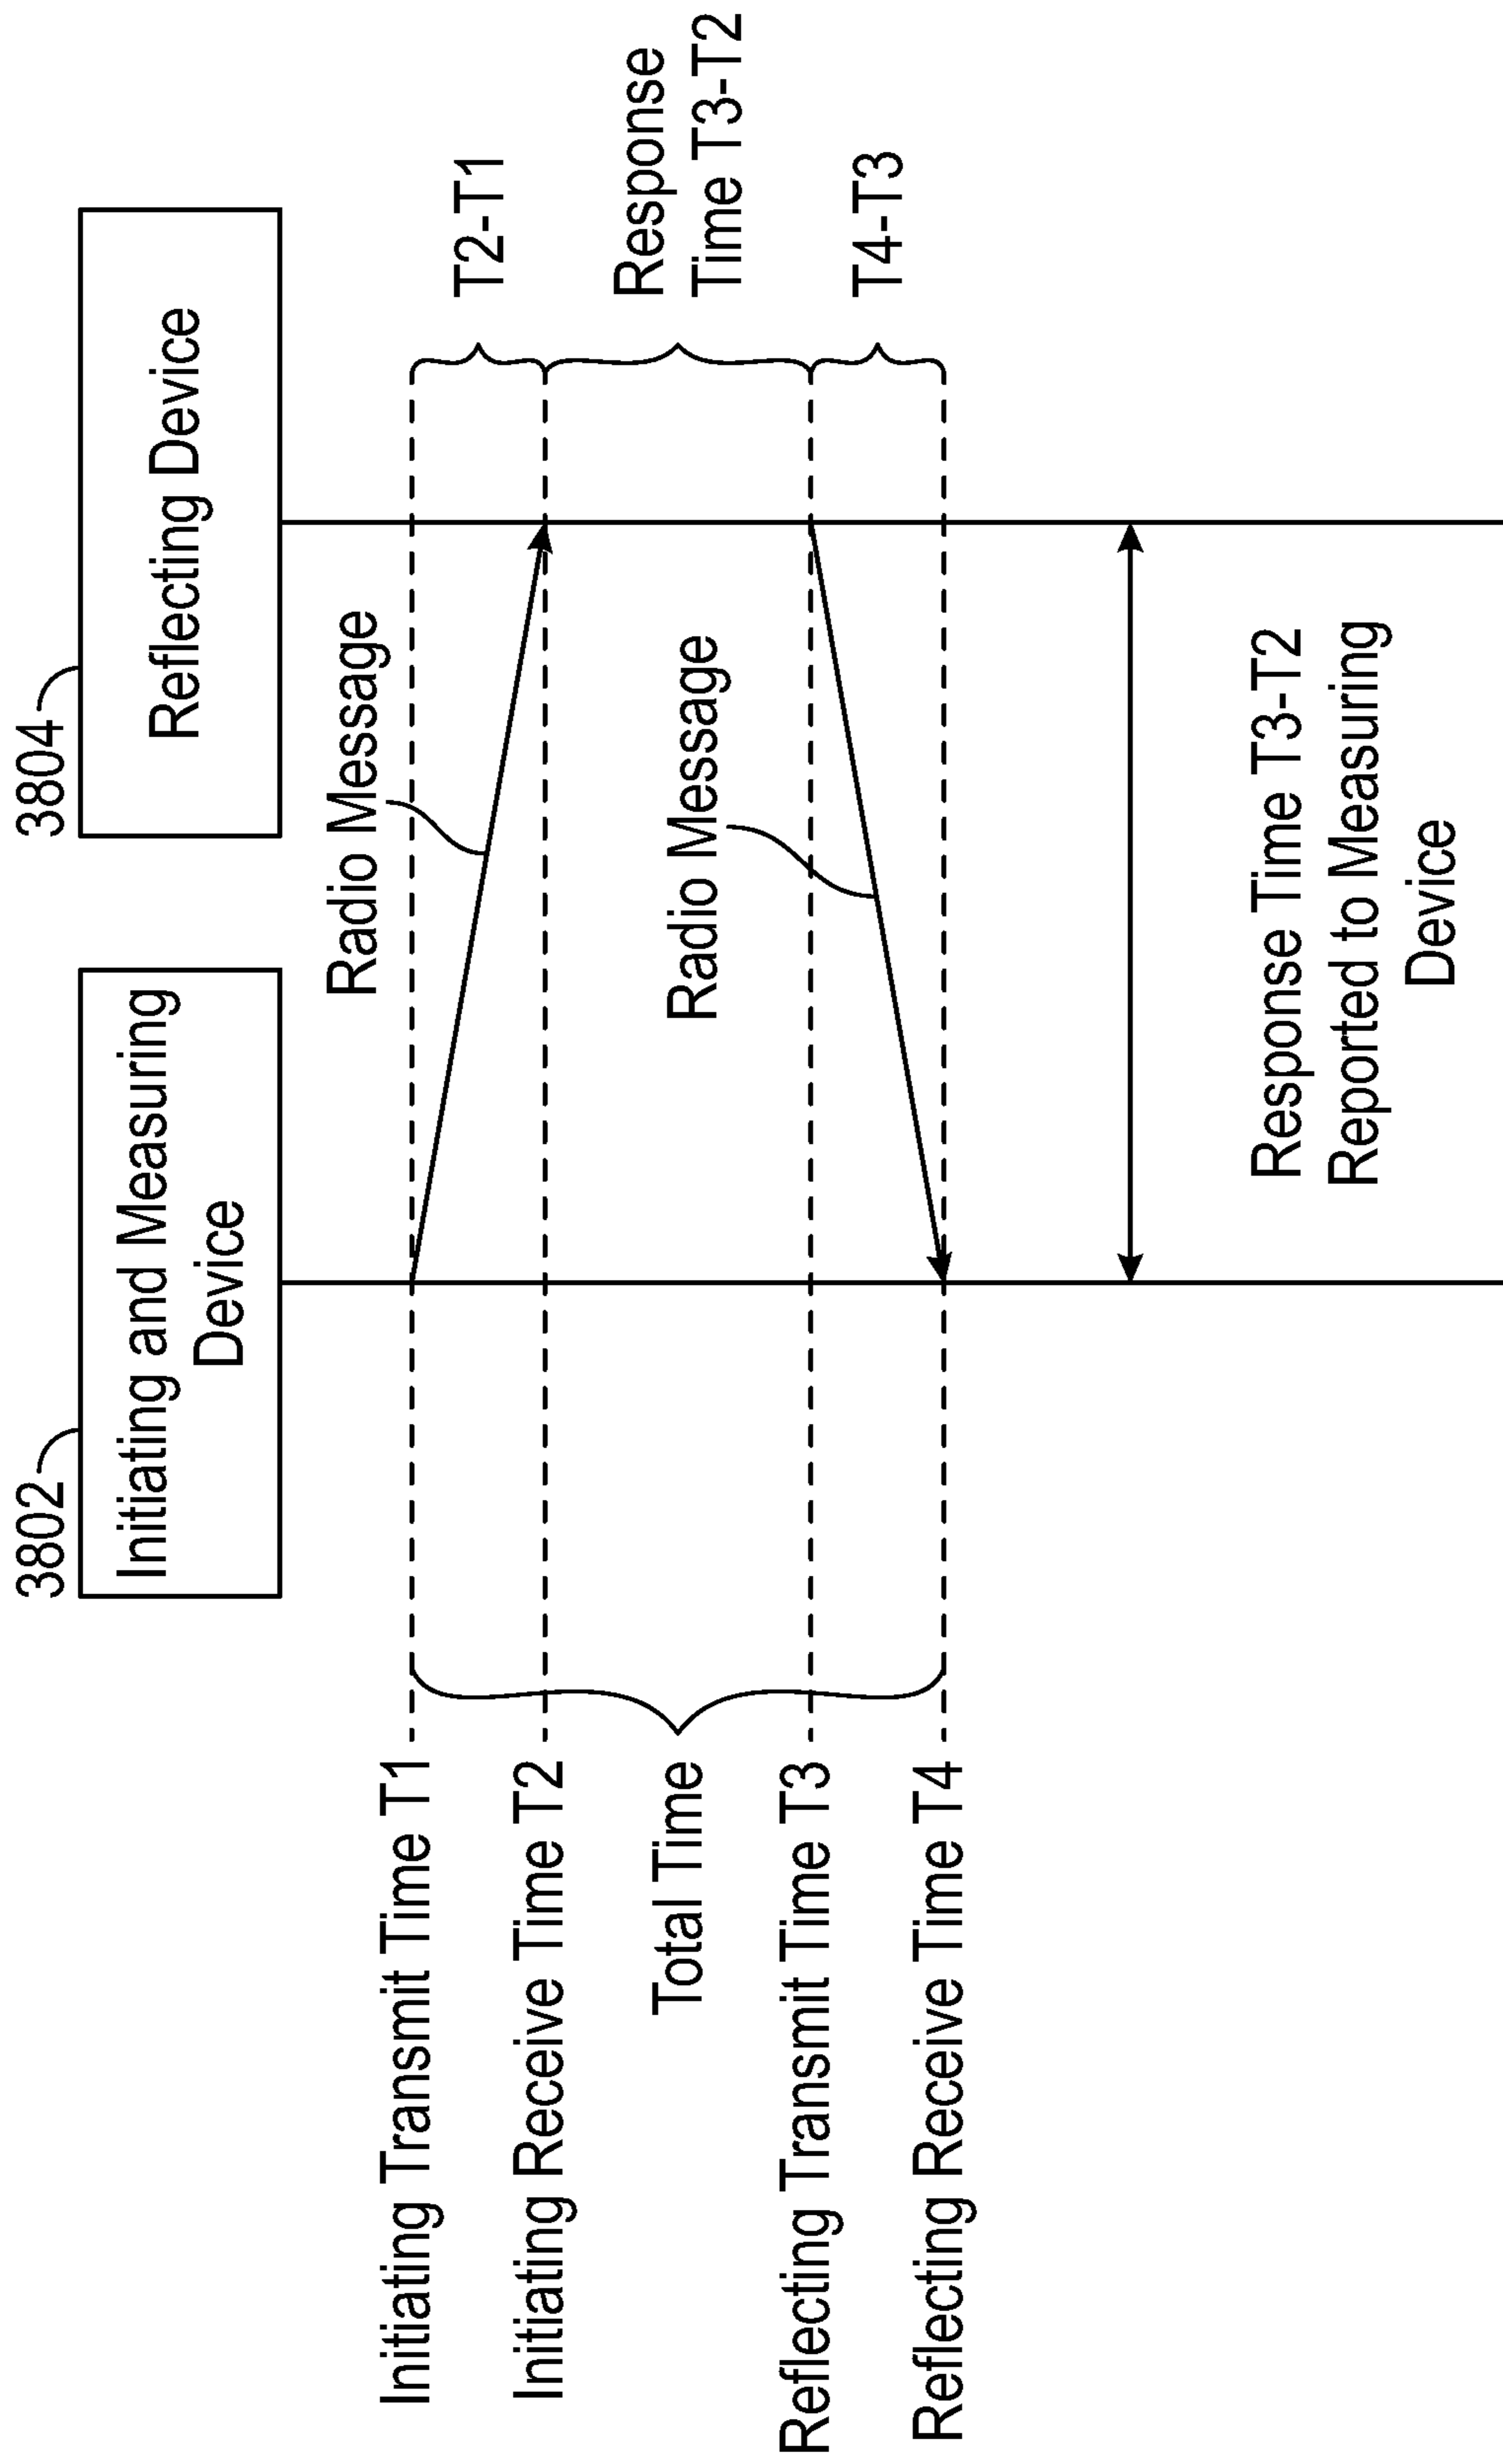 3802
Initiating and Measuring
Device
3804
Reflecting Device
Radio Message
Initiating Transmit Time T1
T2-T1
Initiating Receive Time T2
Total Time
Response
Time T3-T2
Radio Message
Reflecting Transmit Time T3
T4-T3
Reflecting Receive Time T4
Response Time T3-T2
Reported to Measuring
Device